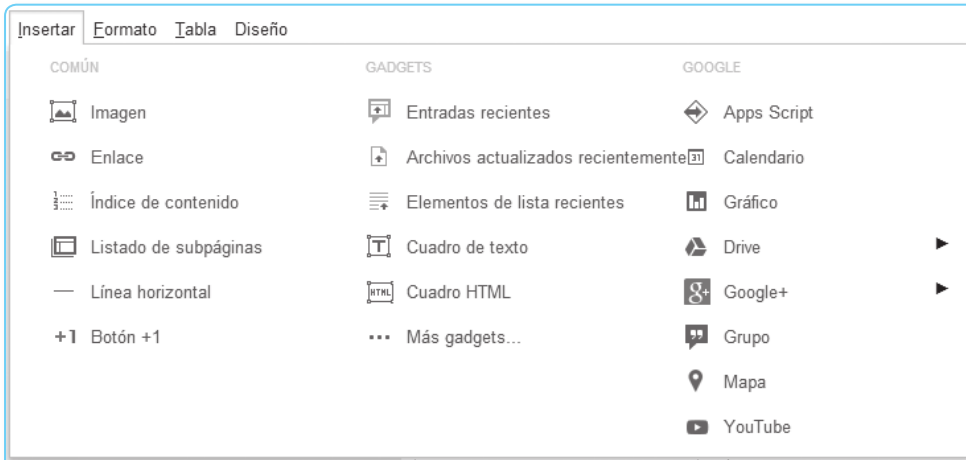 Insertar Formato Tabla Diseño
COMÚN
Imagen
Enlace
Índice de contenido
Listado de subpáginas
Línea horizontal
+1 Botón +1
GADGETS
Entradas recientes
Archivos actualizados recientemente
Elementos de lista recientes
T Cuadro de texto
HTML Cuadro HTML
Más gadgets...
GOOGLE
Apps Script
31 Calendario
Gráfico
Drive
g+ Google+
Grupo
Mapa
YouTube